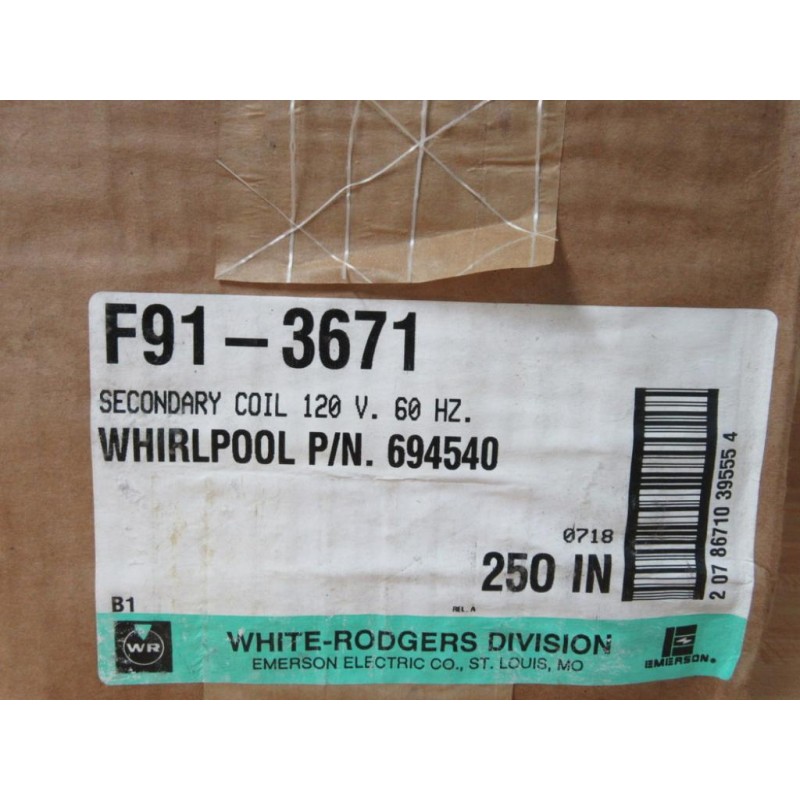 F91-3671
SECONDARY COIL 120 V. 60 HZ.
WHIRLPOOL P/N. 694540
0718
250 IN
2 07 86710 39555 4
B1
REL. A
WR
WHITE-RODGERS DIVISION
EMERSON ELECTRIC CO., ST. LOUIS, MO
EMERSON®